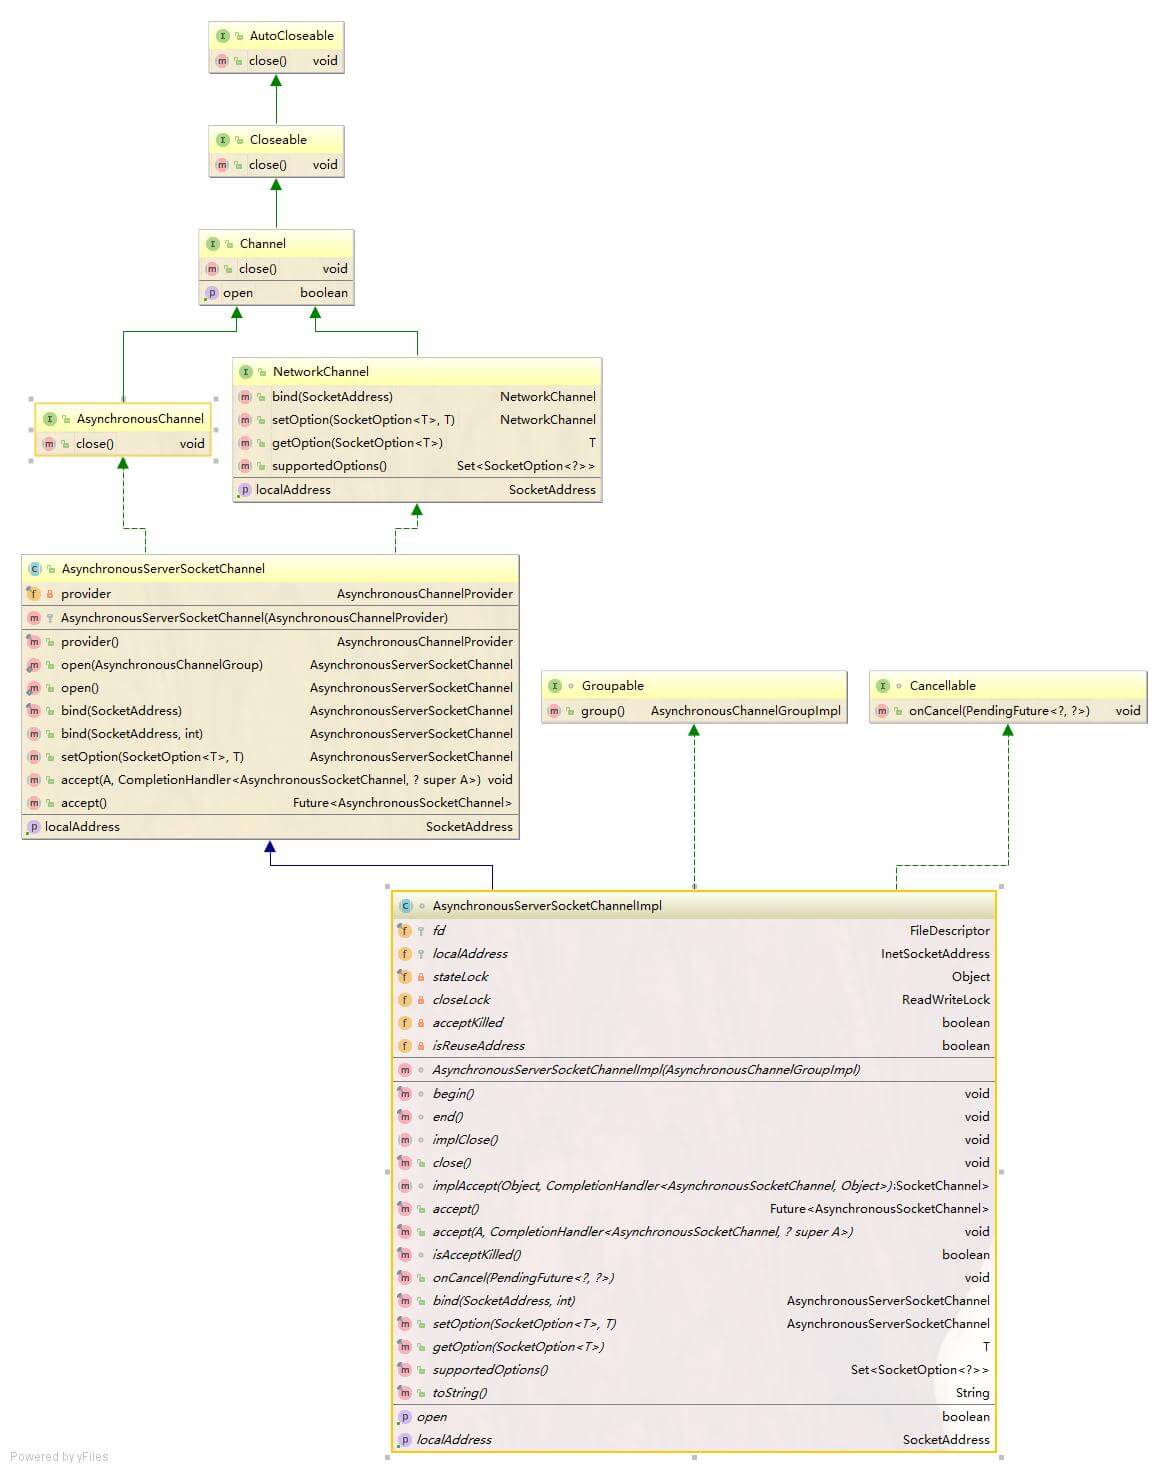 AutoCloseable
close() void
Closeable
close() void
Channel
close() void
open boolean
NetworkChannel
bind(SocketAddress) NetworkChannel
setOption(SocketOption<T>, T) NetworkChannel
getOption(SocketOption<T>) T
supportedOptions() Set<SocketOption<?>>
localAddress SocketAddress
AsynchronousChannel
close() void
AsynchronousServerSocketChannel
provider AsynchronousChannelProvider
AsynchronousServerSocketChannel(AsynchronousChannelProvider)
provider() AsynchronousChannelProvider
open(AsynchronousChannelGroup) AsynchronousServerSocketChannel
open() AsynchronousServerSocketChannel
bind(SocketAddress) AsynchronousServerSocketChannel
bind(SocketAddress, int) AsynchronousServerSocketChannel
setOption(SocketOption<T>, T) AsynchronousServerSocketChannel
accept(A, CompletionHandler<AsynchronousSocketChannel, ? super A>) void
accept() Future<AsynchronousSocketChannel>
localAddress SocketAddress
Groupable
group() AsynchronousChannelGroupImpl
Cancellable
onCancel(PendingFuture<?, ?>) void
AsynchronousServerSocketChannelImpl
fd FileDescriptor
localAddress InetSocketAddress
stateLock Object
closeLock ReadWriteLock
acceptKilled boolean
isReuseAddress boolean
AsynchronousServerSocketChannelImpl(AsynchronousChannelGroupImpl)
begin() void
end() void
implClose() void
close() void
implAccept(Object, CompletionHandler<AsynchronousSocketChannel, Object>) SocketChannel>
accept() Future<AsynchronousSocketChannel>
accept(A, CompletionHandler<AsynchronousSocketChannel, ? super A>) void
isAcceptKilled() boolean
onCancel(PendingFuture<?, ?>) void
bind(SocketAddress, int) AsynchronousServerSocketChannel
setOption(SocketOption<T>, T) AsynchronousServerSocketChannel
getOption(SocketOption<T>) T
supportedOptions() Set<SocketOption<?>>
toString() String
open boolean
localAddress SocketAddress
Powered by yFiles